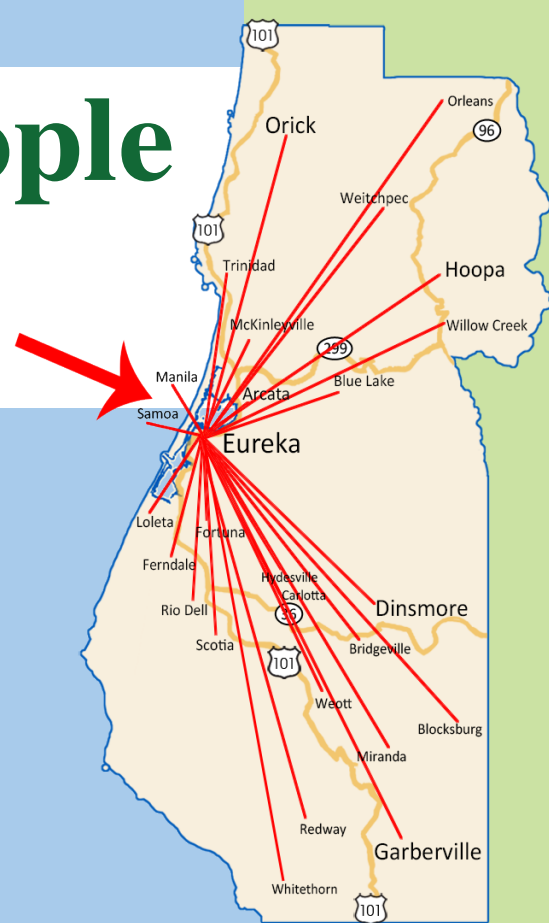 101
Orleans
ople
Orick
96
Weitchpec
101
Trinidad
Hoopa
McKinleyville
Willow Creek
299
Manila
Blue Lake
Arcata
Samoa
Eureka
Loleta
Fortuna
Ferndale
Hydesville
Carlotta
Rio Dell
36
Dinsmore
Scotia
Bridgeville
101
Weott
Blocksburg
Miranda
Redway
Garberville
Whitethorn
101